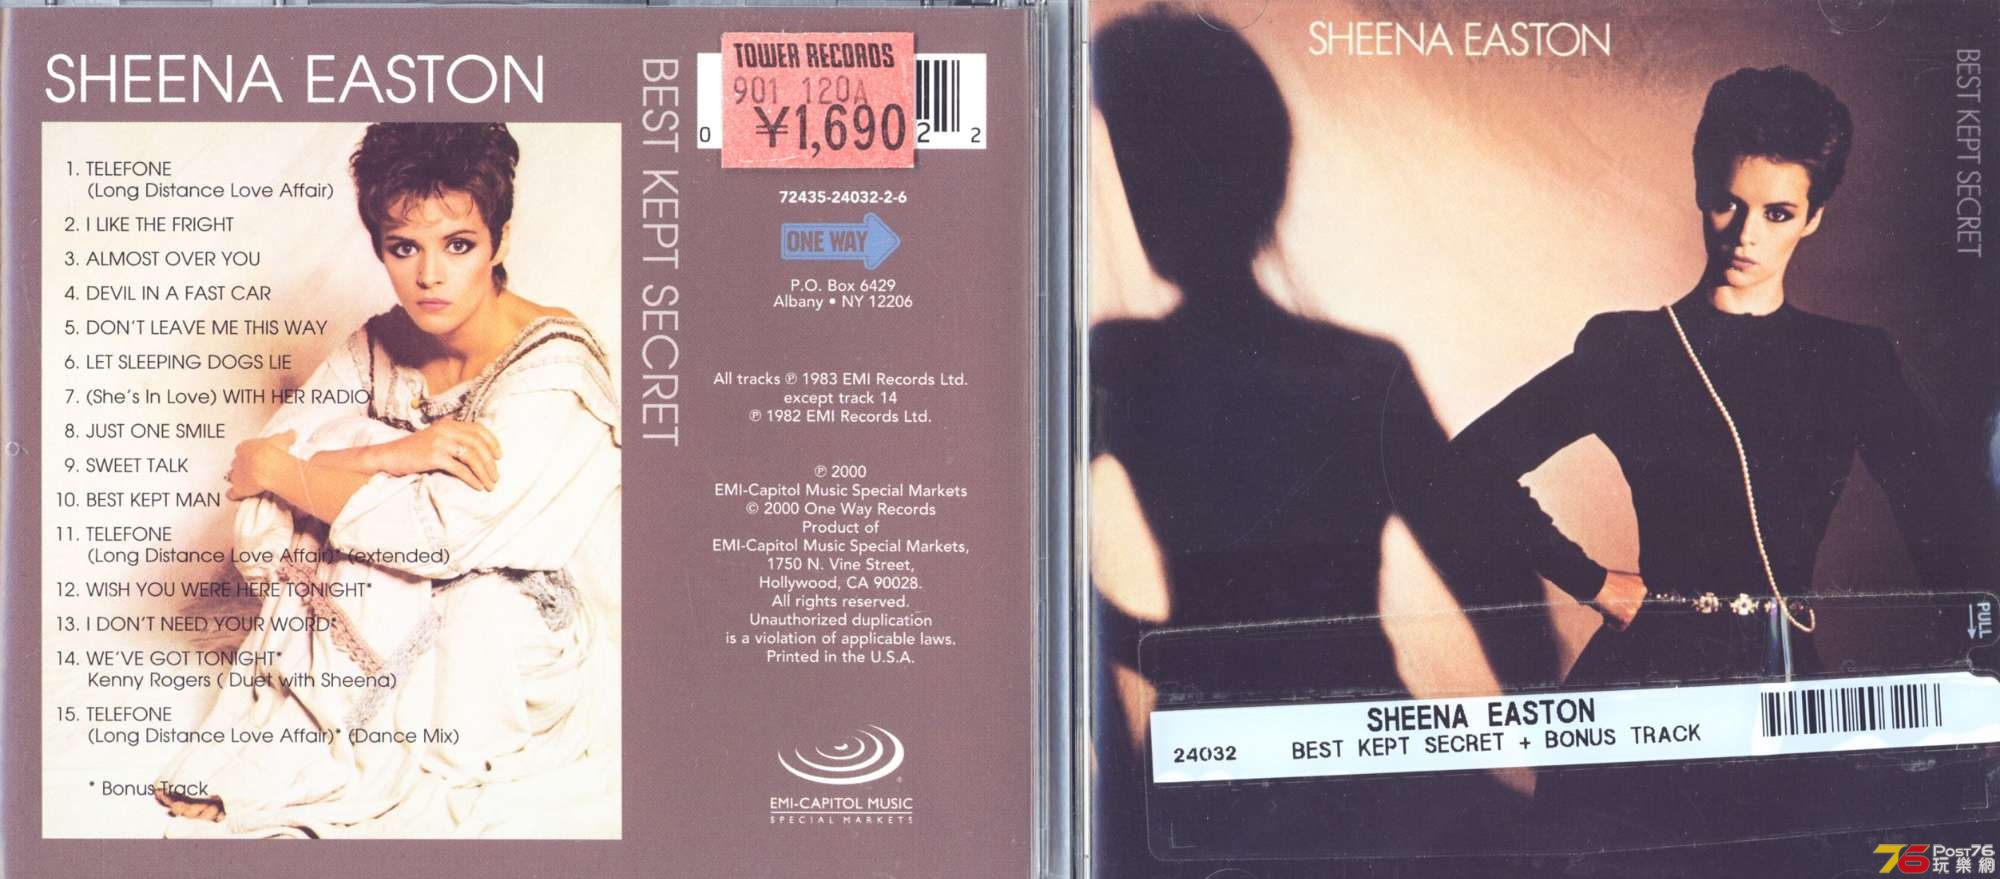 SHEENA EASTON
1. TELEFONE
(Long Distance Love Affair)
2. I LIKE THE FRIGHT
3. ALMOST OVER YOU
4. DEVIL IN A FAST CAR
5. DON'T LEAVE ME THIS WAY
6. LET SLEEPING DOGS LIE
7. (She's In Love) WITH HER RADIO
8. JUST ONE SMILE
9. SWEET TALK
10. BEST KEPT MAN
11. TELEFONE
(Long Distance Love Affair)* (extended)
12. WISH YOU WERE HERE TONIGHT*
13. I DON'T NEED YOUR WORD*
14. WE'VE GOT TONIGHT*
Kenny Rogers ( Duet with Sheena)
15. TELEFONE
(Long Distance Love Affair)* (Dance Mix)
* Bonus Track
BEST KEPT SECRET
TOWER RECORDS
901 120A
¥1,690
0
2 2
72435-24032-2-6
ONE WAY
P.O. Box 6429
Albany • NY 12206
All tracks ℗ 1983 EMI Records Ltd.
except track 14
℗ 1982 EMI Records Ltd.
℗ 2000
EMI-Capitol Music Special Markets
© 2000 One Way Records
Product of
EMI-Capitol Music Special Markets,
1750 N. Vine Street,
Hollywood, CA 90028.
All rights reserved.
Unauthorized duplication
is a violation of applicable laws.
Printed in the U.S.A.
EMI-CAPITOL MUSIC
SPECIAL MARKETS
SHEENA EASTON
BEST KEPT SECRET
PULL
SHEENA EASTON
24032 BEST KEPT SECRET + BONUS TRACK
76 Post76
玩樂網